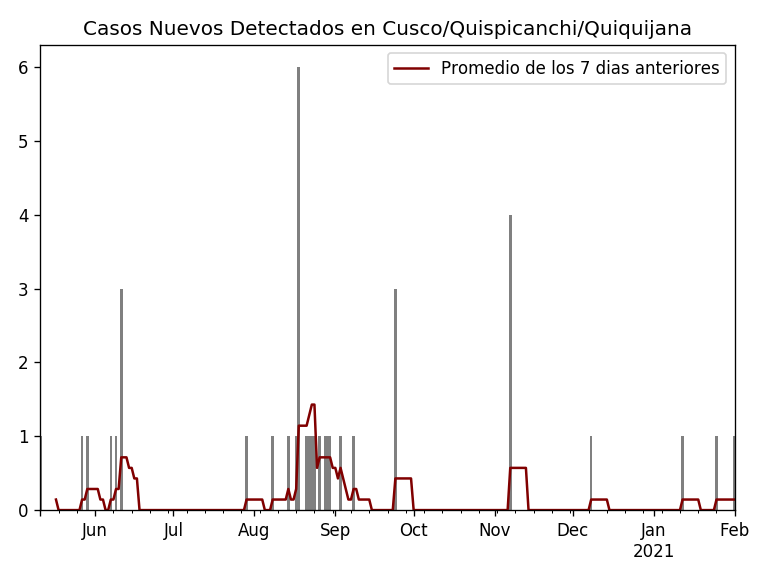 Casos Nuevos Detectados en Cusco/Quispicanchi/Quiquijana
Promedio de los 7 dias anteriores
6
5
4
3
2
1
0
Jun Jul Aug Sep Oct Nov Dec Jan Feb
2021